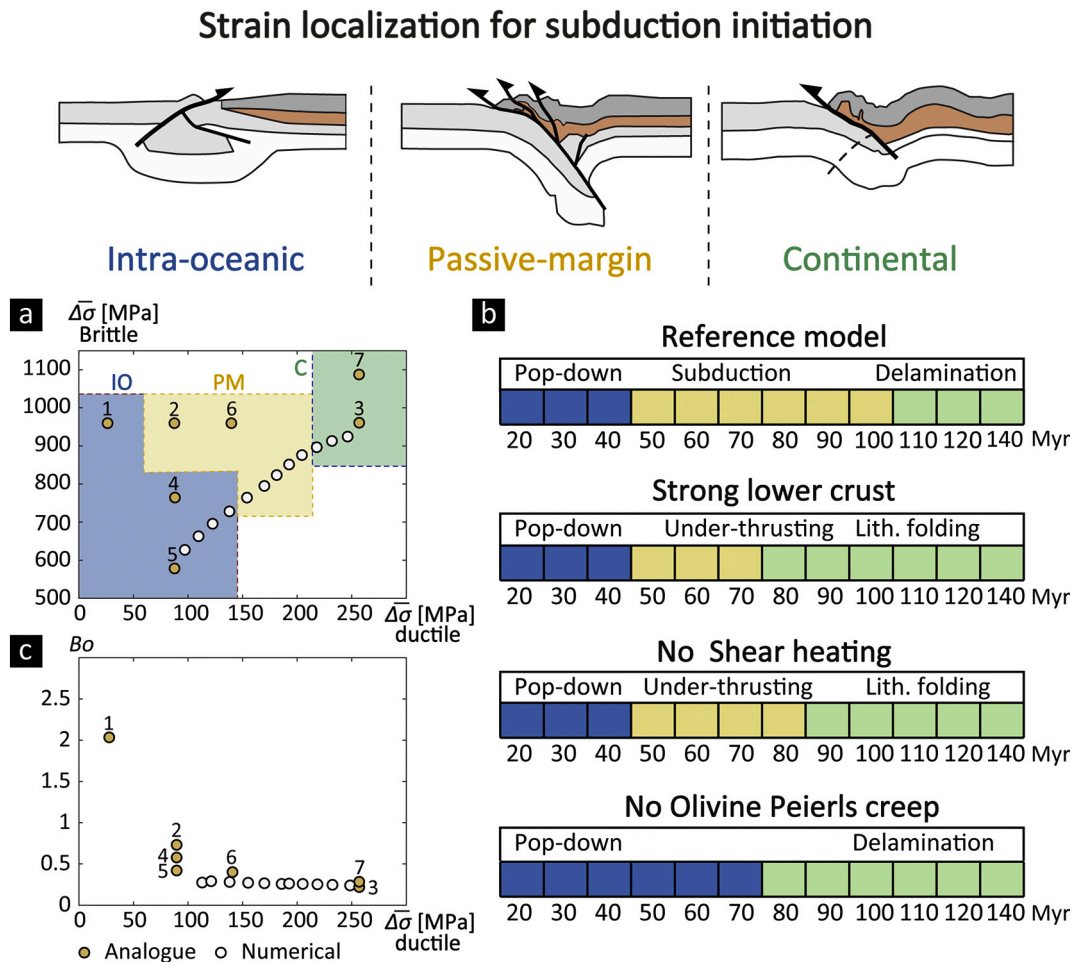 Strain localization for subduction initiation
Intra-oceanic
Passive-margin
Continental
a
Δσ̅ [MPa]
Brittle
IO
PM
C
1100
1000
900
800
700
600
500
1
2
6
7
3
4
5
0 50 100 150 200 250
Δσ̅ [MPa]
ductile
b
Reference model
Pop-down Subduction Delamination
20 30 40 50 60 70 80 90 100 110 120 140 Myr
Strong lower crust
Pop-down Under-thrusting Lith. folding
20 30 40 50 60 70 80 90 100 110 120 140 Myr
No Shear heating
Pop-down Under-thrusting Lith. folding
20 30 40 50 60 70 80 90 100 110 120 140 Myr
No Olivine Peierls creep
Pop-down Delamination
20 30 40 50 60 70 80 90 100 110 120 140 Myr
c
Bo
2.5
2
1.5
1
0.5
0
1
2
4
5
6
7
3
0 50 100 150 200 250
Δσ̅ [MPa]
ductile
Analogue Numerical